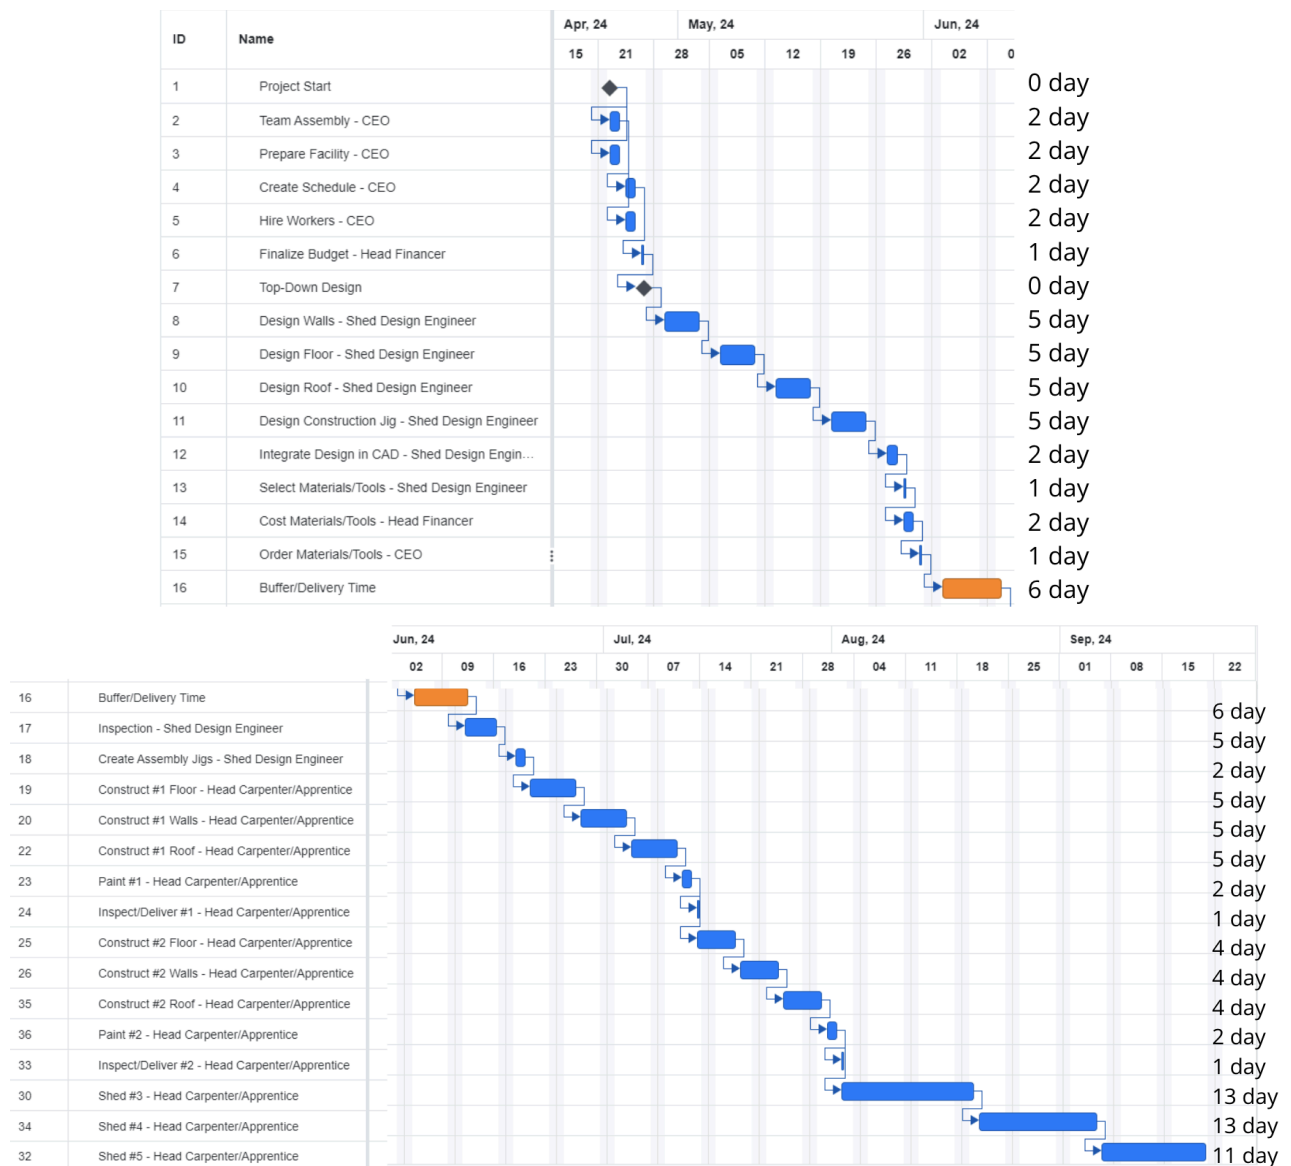 ID Name Apr, 24 May, 24 Jun, 24
15 21 28 05 12 19 26 02 0
1 Project Start 0 day
2 Team Assembly - CEO 2 day
3 Prepare Facility - CEO 2 day
4 Create Schedule - CEO 2 day
5 Hire Workers - CEO 2 day
6 Finalize Budget - Head Financer 1 day
7 Top-Down Design 0 day
8 Design Walls - Shed Design Engineer 5 day
9 Design Floor - Shed Design Engineer 5 day
10 Design Roof - Shed Design Engineer 5 day
11 Design Construction Jig - Shed Design Engineer 5 day
12 Integrate Design in CAD - Shed Design Engin... 2 day
13 Select Materials/Tools - Shed Design Engineer 1 day
14 Cost Materials/Tools - Head Financer 2 day
15 Order Materials/Tools - CEO 1 day
16 Buffer/Delivery Time 6 day
Jun, 24 Jul, 24 Aug, 24 Sep, 24
02 09 16 23 30 07 14 21 28 04 11 18 25 01 08 15 22
16 Buffer/Delivery Time 6 day
17 Inspection - Shed Design Engineer 5 day
18 Create Assembly Jigs - Shed Design Engineer 2 day
19 Construct #1 Floor - Head Carpenter/Apprentice 5 day
20 Construct #1 Walls - Head Carpenter/Apprentice 5 day
22 Construct #1 Roof - Head Carpenter/Apprentice 5 day
23 Paint #1 - Head Carpenter/Apprentice 2 day
24 Inspect/Deliver #1 - Head Carpenter/Apprentice 1 day
25 Construct #2 Floor - Head Carpenter/Apprentice 4 day
26 Construct #2 Walls - Head Carpenter/Apprentice 4 day
35 Construct #2 Roof - Head Carpenter/Apprentice 4 day
36 Paint #2 - Head Carpenter/Apprentice 2 day
33 Inspect/Deliver #2 - Head Carpenter/Apprentice 1 day
30 Shed #3 - Head Carpenter/Apprentice 13 day
34 Shed #4 - Head Carpenter/Apprentice 13 day
32 Shed #5 - Head Carpenter/Apprentice 11 day